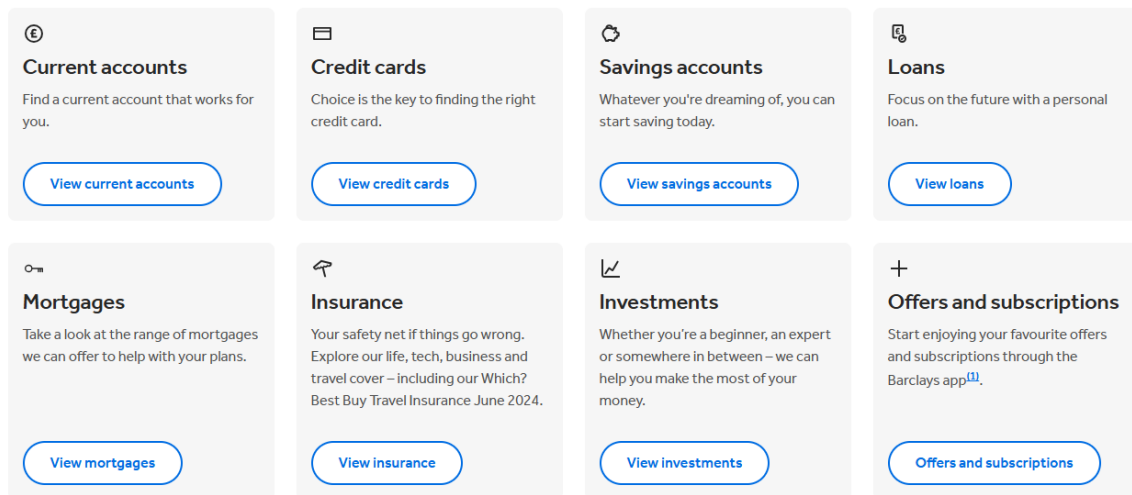 Current accounts
Find a current account that works for
you.
View current accounts
Credit cards
Choice is the key to finding the right
credit card.
View credit cards
Savings accounts
Whatever you're dreaming of, you can
start saving today.
View savings accounts
Loans
Focus on the future with a personal
loan.
View loans
Mortgages
Take a look at the range of mortgages
we can offer to help with your plans.
View mortgages
Insurance
Your safety net if things go wrong.
Explore our life, tech, business and
travel cover – including our Which?
Best Buy Travel Insurance June 2024.
View insurance
Investments
Whether you're a beginner, an expert
or somewhere in between – we can
help you make the most of your
money.
View investments
Offers and subscriptions
Start enjoying your favourite offers
and subscriptions through the
Barclays app(1).
Offers and subscriptions